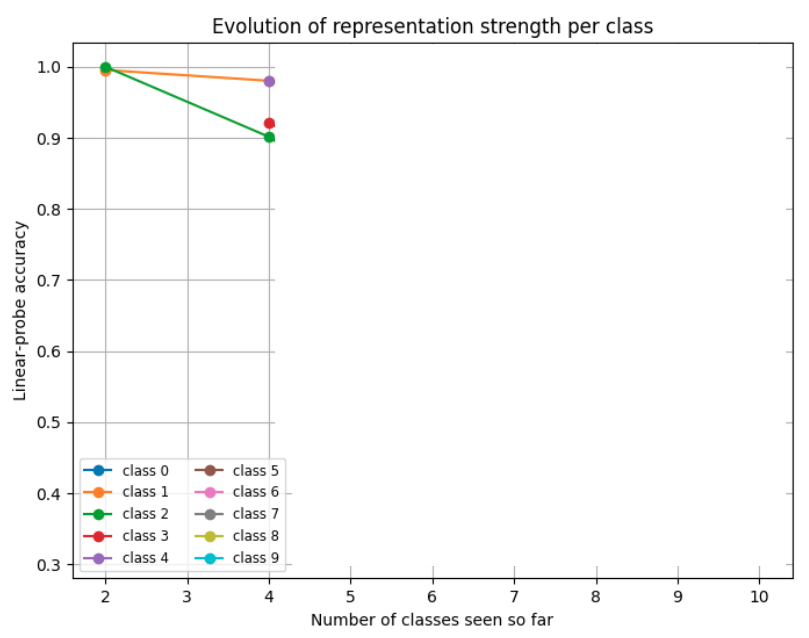 Evolution of representation strength per class
1.0
0.9
0.8
0.7
0.6
0.5
0.4
0.3
Linear-probe accuracy
class 0
class 1
class 2
class 3
class 4
class 5
class 6
class 7
class 8
class 9
2 3 4 5 6 7 8 9 10
Number of classes seen so far